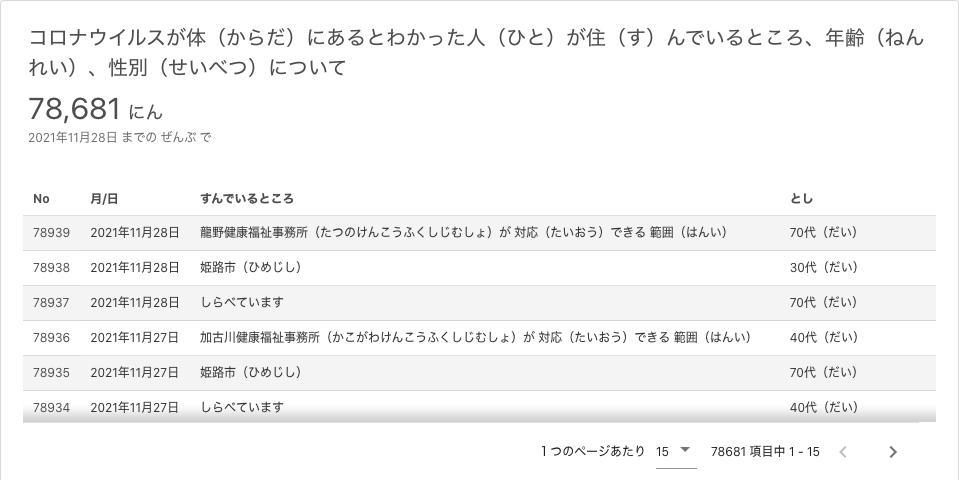 コロナウイルスが体（からだ）にあるとわかった人（ひと）が住（す）んでいるところ、年齢（ねん
れい）、性別（せいべつ）について
78,681 にん
2021年11月28日 までの ぜんぶ で
No 月/日 すんでいるところ とし
78939 2021年11月28日 龍野健康福祉事務所（たつのけんこうふくしじむしょ）が 対応（たいおう）できる 範囲（はんい） 70代（だい）
78938 2021年11月28日 姫路市（ひめじし） 30代（だい）
78937 2021年11月28日 しらべています 70代（だい）
78936 2021年11月27日 加古川健康福祉事務所（かこがわけんこうふくしじむしょ）が 対応（たいおう）できる 範囲（はんい） 40代（だい）
78935 2021年11月27日 姫路市（ひめじし） 70代（だい）
78934 2021年11月27日 しらべています 40代（だい）
1 つのページあたり 15 78681 項目中 1 - 15